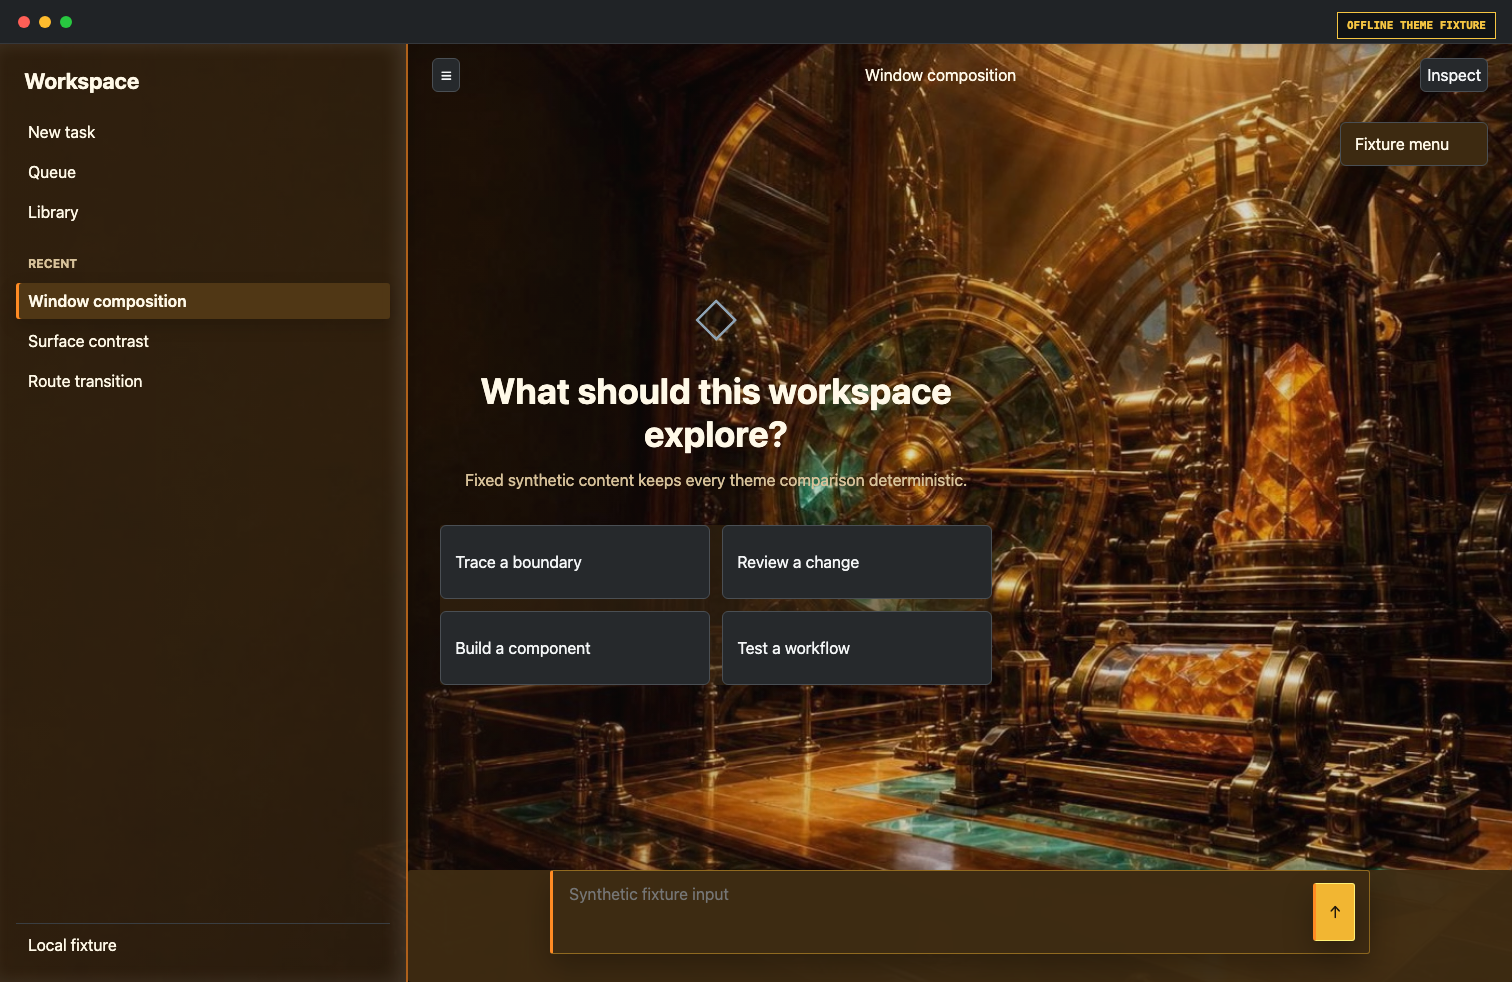 OFFLINE THEME FIXTURE
Workspace
New task
Queue
Library
RECENT
Window composition
Surface contrast
Route transition
Local fixture
Window composition
Inspect
Fixture menu
What should this workspace
explore?
Fixed synthetic content keeps every theme comparison deterministic.
Trace a boundary
Review a change
Build a component
Test a workflow
Synthetic fixture input